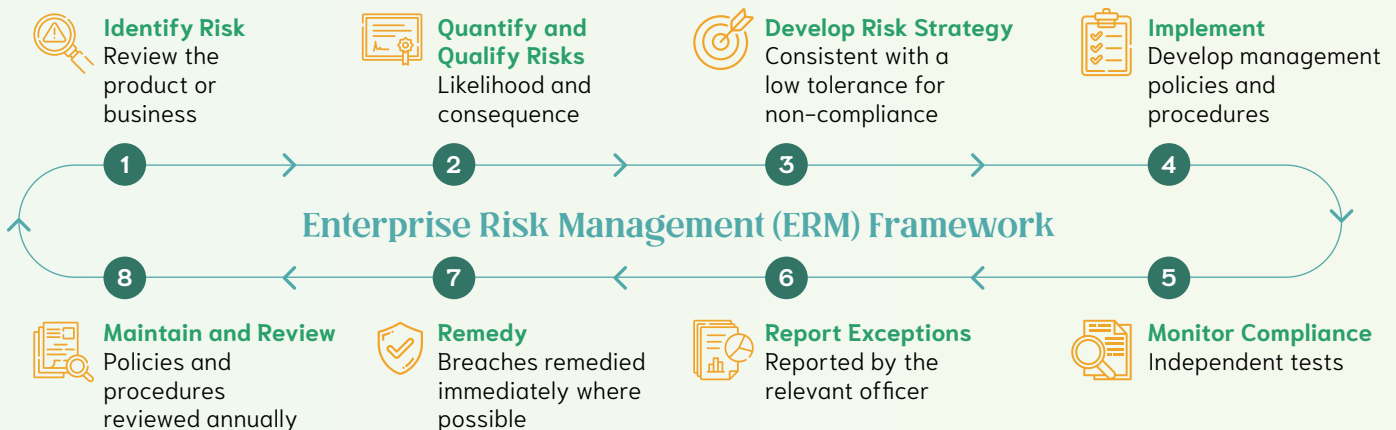 Identify Risk
Review the
product or
business
Quantify and
Qualify Risks
Likelihood and
consequence
Develop Risk Strategy
Consistent with a
low tolerance for
non-compliance
Implement
Develop management
policies and
procedures
1
2
3
4
Enterprise Risk Management (ERM) Framework
8
7
6
5
Maintain and Review
Policies and
procedures
reviewed annually
Remedy
Breaches remedied
immediately where
possible
Report Exceptions
Reported by the
relevant officer
Monitor Compliance
Independent tests